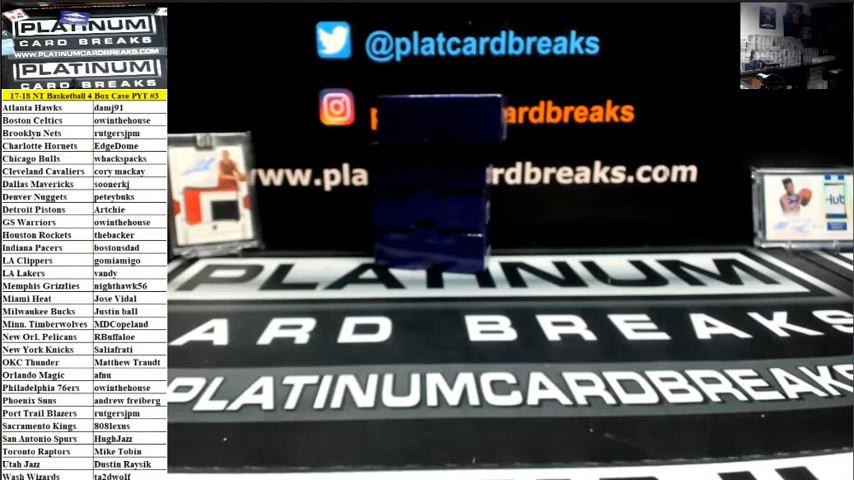 PLATINUM
CARD BREAKS
WWW.PLATINUMCARDBREAKS.COM
PLATINUM
CARD BREAKS
17-18 NT Basketball 4 Box Case PYT #3
Atlanta Hawks damj91
Boston Celtics owinthehouse
Brooklyn Nets rutgersjpm
Charlotte Hornets EdgeDome
Chicago Bulls whackspacks
Cleveland Cavaliers cory mackay
Dallas Mavericks soonerkj
Denver Nuggets peteybuks
Detroit Pistons Artchie
GS Warriors owinthehouse
Houston Rockets thebacker
Indiana Pacers bostonsdad
LA Clippers gomiamigo
LA Lakers vandy
Memphis Grizzlies nighthawk56
Miami Heat Jose Vidal
Milwaukee Bucks Justin ball
Minn. Timberwolves MDCopeland
New Orl. Pelicans RBuffaloe
New York Knicks Saliafrati
OKC Thunder Matthew Traudt
Orlando Magic afnu
Philadelphia 76ers owinthehouse
Phoenix Suns andrew freiberg
Port Trail Blazers rutgersjpm
Sacramento Kings 808lexus
San Antonio Spurs HughJazz
Toronto Raptors Mike Tobin
Utah Jazz Dustin Raysik
Wash Wizards ta2dwolf
@platcardbreaks
p rdbreaks
www.pla rdbreaks.com
PLATINUM
ARD BREAKS
PLATINUMCARDBREAKS
Hub